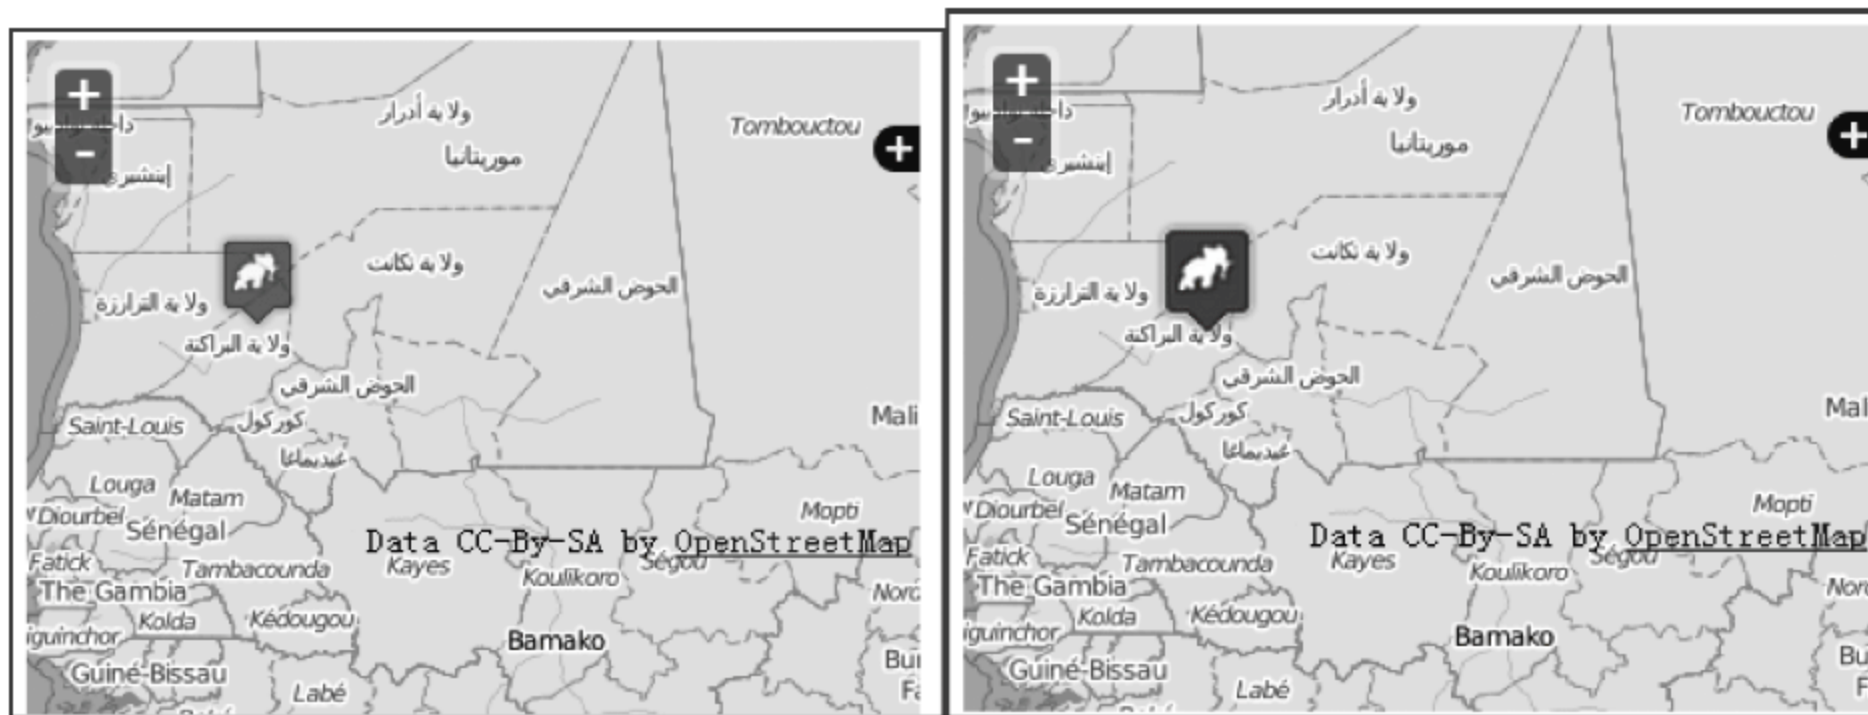 +
-
ولاية أدرار
Tombouctou
+
موريتانيا
إينشيري
ولاية تكانت
الحوض الشرقي
ولاية الترارزة
ولاية البراكنة
الحوض الشرقي
Mali
كوركول
Saint-Louis
غيديماغا
Louga
Matam
Mopti
Diourbel
Sénégal
Data CC-By-SA by OpenStreetMap
Fatick
Tambacounda
Kayes
Koulikoro
Ségou
The Gambia
Kolda
Kédougou
iguinchor
Bamako
Guiné-Bissau
Labé
+
-
ولاية أدرار
Tombouctou
+
موريتانيا
إينشيري
ولاية تكانت
الحوض الشرقي
ولاية الترارزة
ولاية البراكنة
الحوض الشرقي
Mal
كوركول
Saint-Louis
غيديماغا
Louga
Matam
Mopti
Diourbel
Sénégal
Data CC-By-SA by OpenStreetMap
Fatick
Tambacounda
Kayes
Koulikoro
Ségou
The Gambia
Kolda
Kédougou
iguinchor
Bamako
Guiné-Bissau
Labé